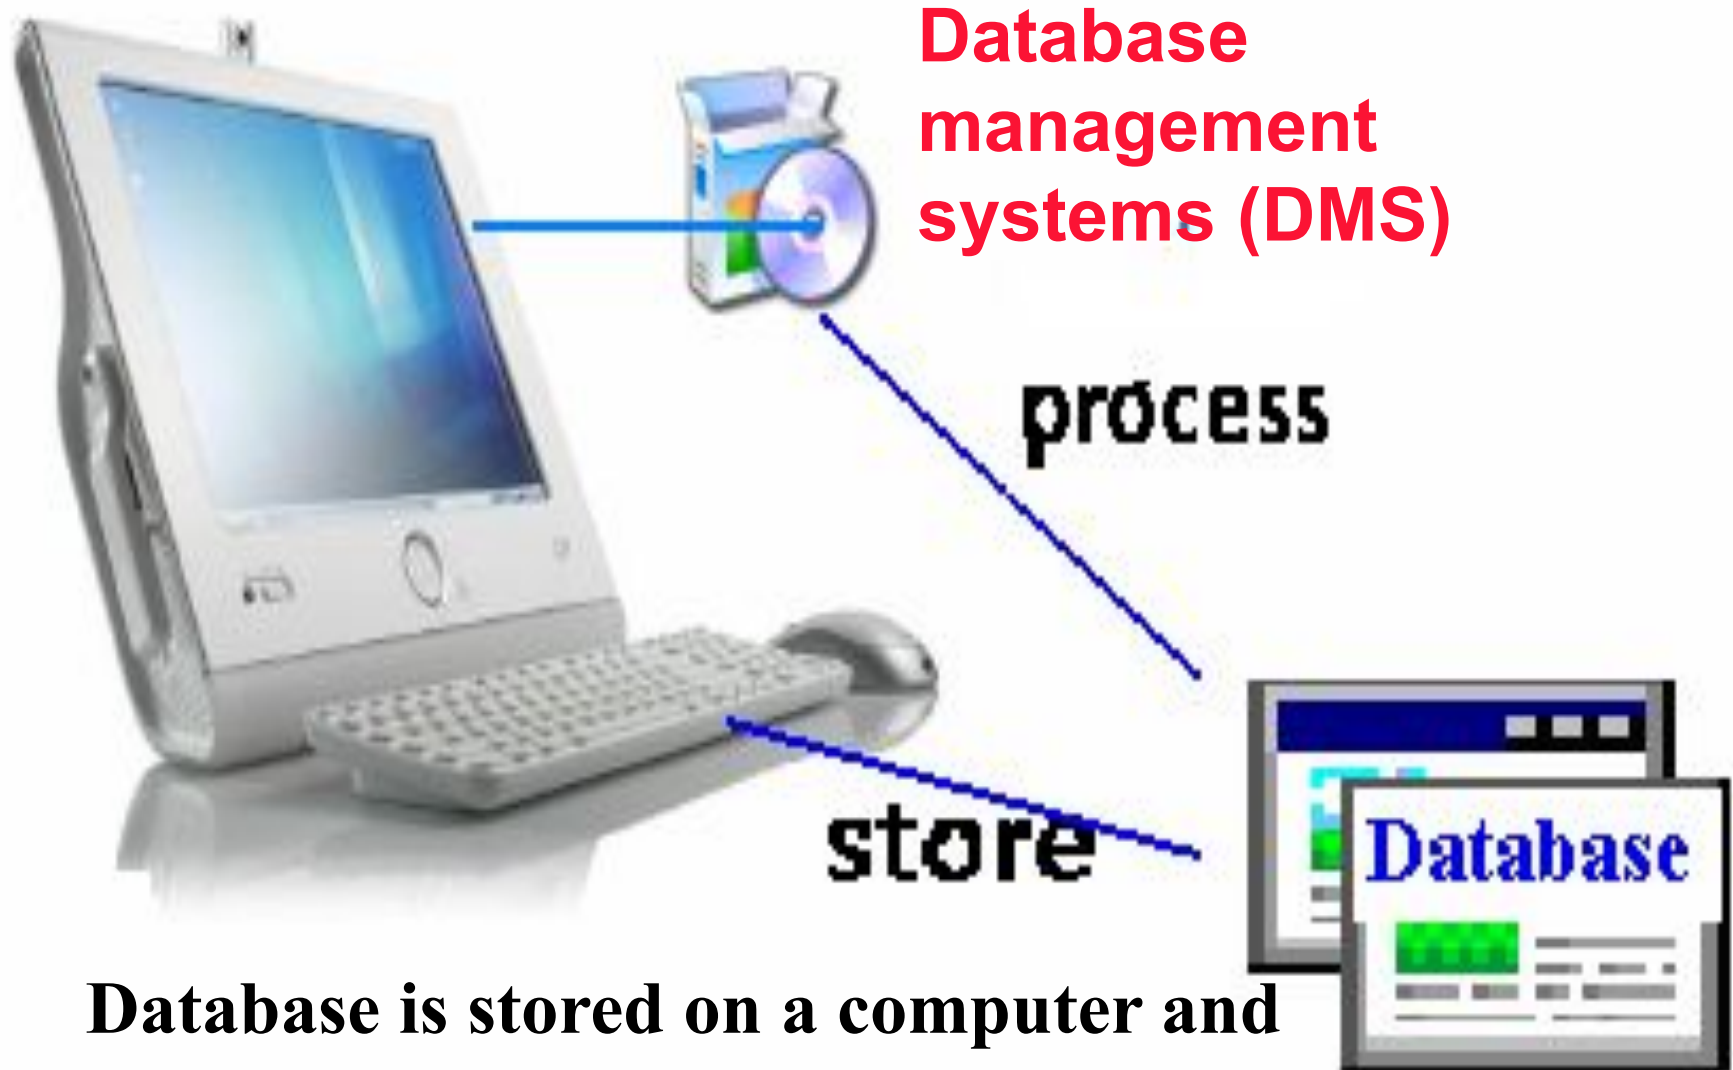 Database
management
systems (DMS)
process
store
Database
Database is stored on a computer and